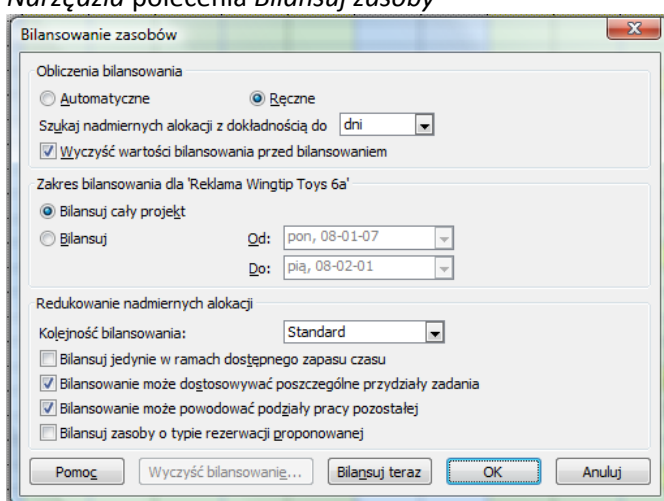 Narzędzia polecenia Bilansuj zasoby
Bilansowanie zasobów
Obliczenia bilansowania
Automatyczne Ręczne
Szukaj nadmiernych alokacji z dokładnością do dni
Wyczyść wartości bilansowania przed bilansowaniem
Zakres bilansowania dla 'Reklama Wingtip Toys 6a'
Bilansuj cały projekt
Bilansuj Od: pon, 08-01-07
Do: pią, 08-02-01
Redukowanie nadmiernych alokacji
Kolejność bilansowania: Standard
Bilansuj jedynie w ramach dostępnego zapasu czasu
Bilansowanie może dostosowywać poszczególne przydziały zadania
Bilansowanie może powodować podziały pracy pozostałej
Bilansuj zasoby o typie rezerwacji proponowanej
Pomoc Wyczyść bilansowanie... Bilansuj teraz OK Anuluj